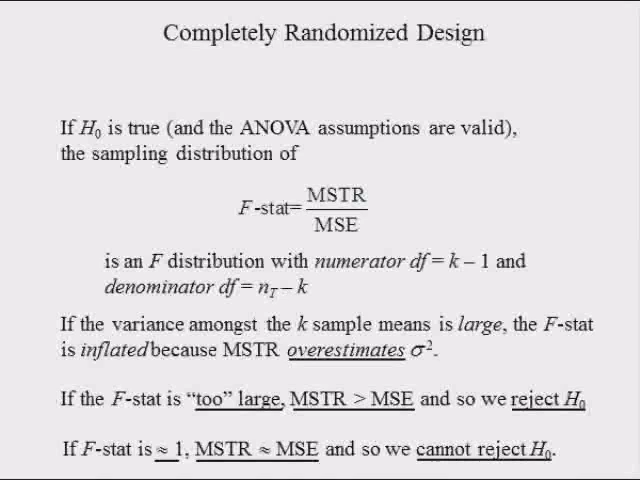 Completely Randomized Design
If H₀ is true (and the ANOVA assumptions are valid),
the sampling distribution of
F-stat= MSTR / MSE
is an F distribution with numerator df = k – 1 and
denominator df = n_T – k
If the variance amongst the k sample means is large, the F-stat
is inflated because MSTR overestimates σ².
If the F-stat is “too” large, MSTR > MSE and so we reject H₀
If F-stat is ≈ 1, MSTR ≈ MSE and so we cannot reject H₀.